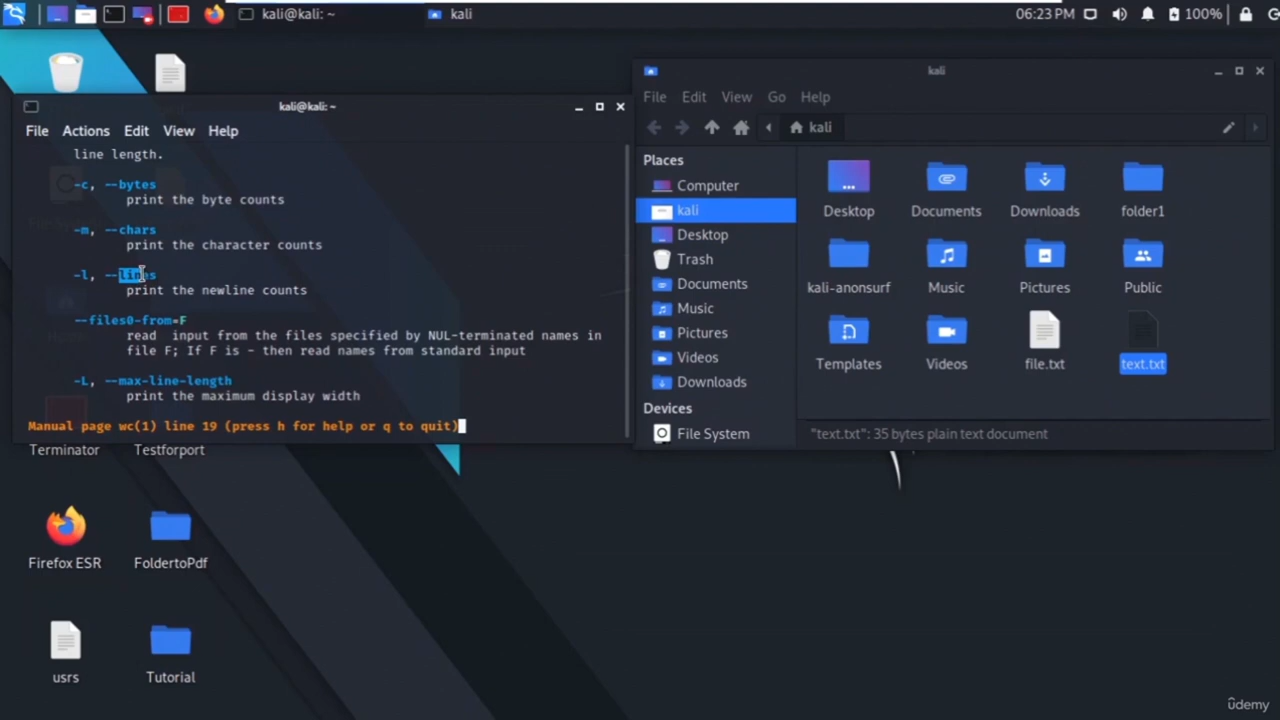 kali@kali: ~
kali
06:23 PM
100%
kali@kali: ~
File Actions Edit View Help
line length.
-c, --bytes
print the byte counts
-m, --chars
print the character counts
-l, --lines
print the newline counts
--files0-from=F
read input from the files specified by NUL-terminated names in
file F; If F is - then read names from standard input
-L, --max-line-length
print the maximum display width
Manual page wc(1) line 19 (press h for help or q to quit)
kali
File Edit View Go Help
kali
Places
Computer
kali
Desktop
Trash
Documents
Music
Pictures
Videos
Downloads
Devices
File System
Desktop Documents Downloads folder1
kali-anonsurf Music Pictures Public
Templates Videos file.txt text.txt
"text.txt": 35 bytes plain text document
Terminator Testforport
Firefox ESR FoldertoPdf
usrs Tutorial
ûdemy